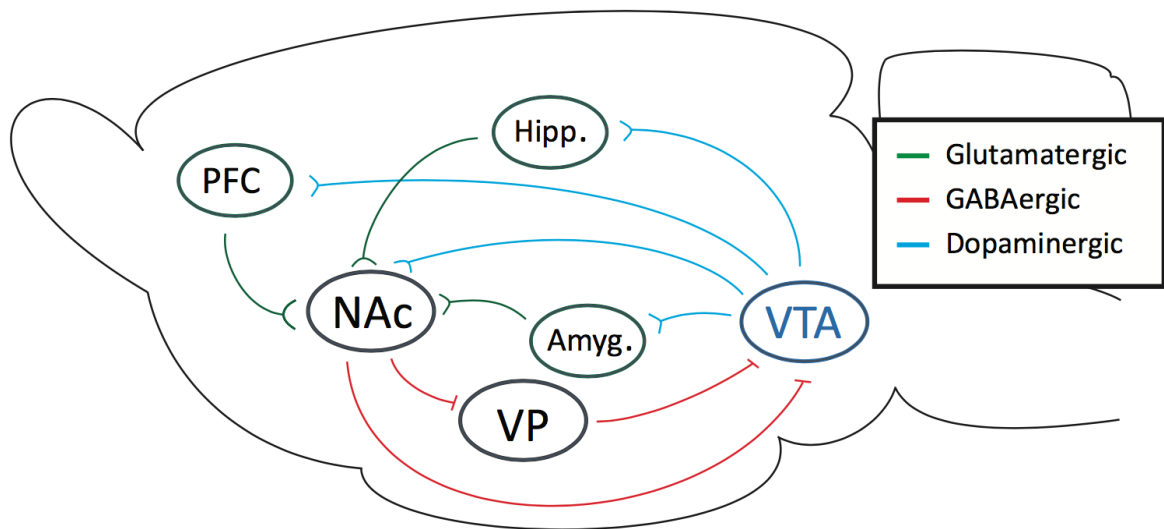 Hipp.
PFC
NAc
Amyg.
VTA
VP
Glutamatergic
GABAergic
Dopaminergic